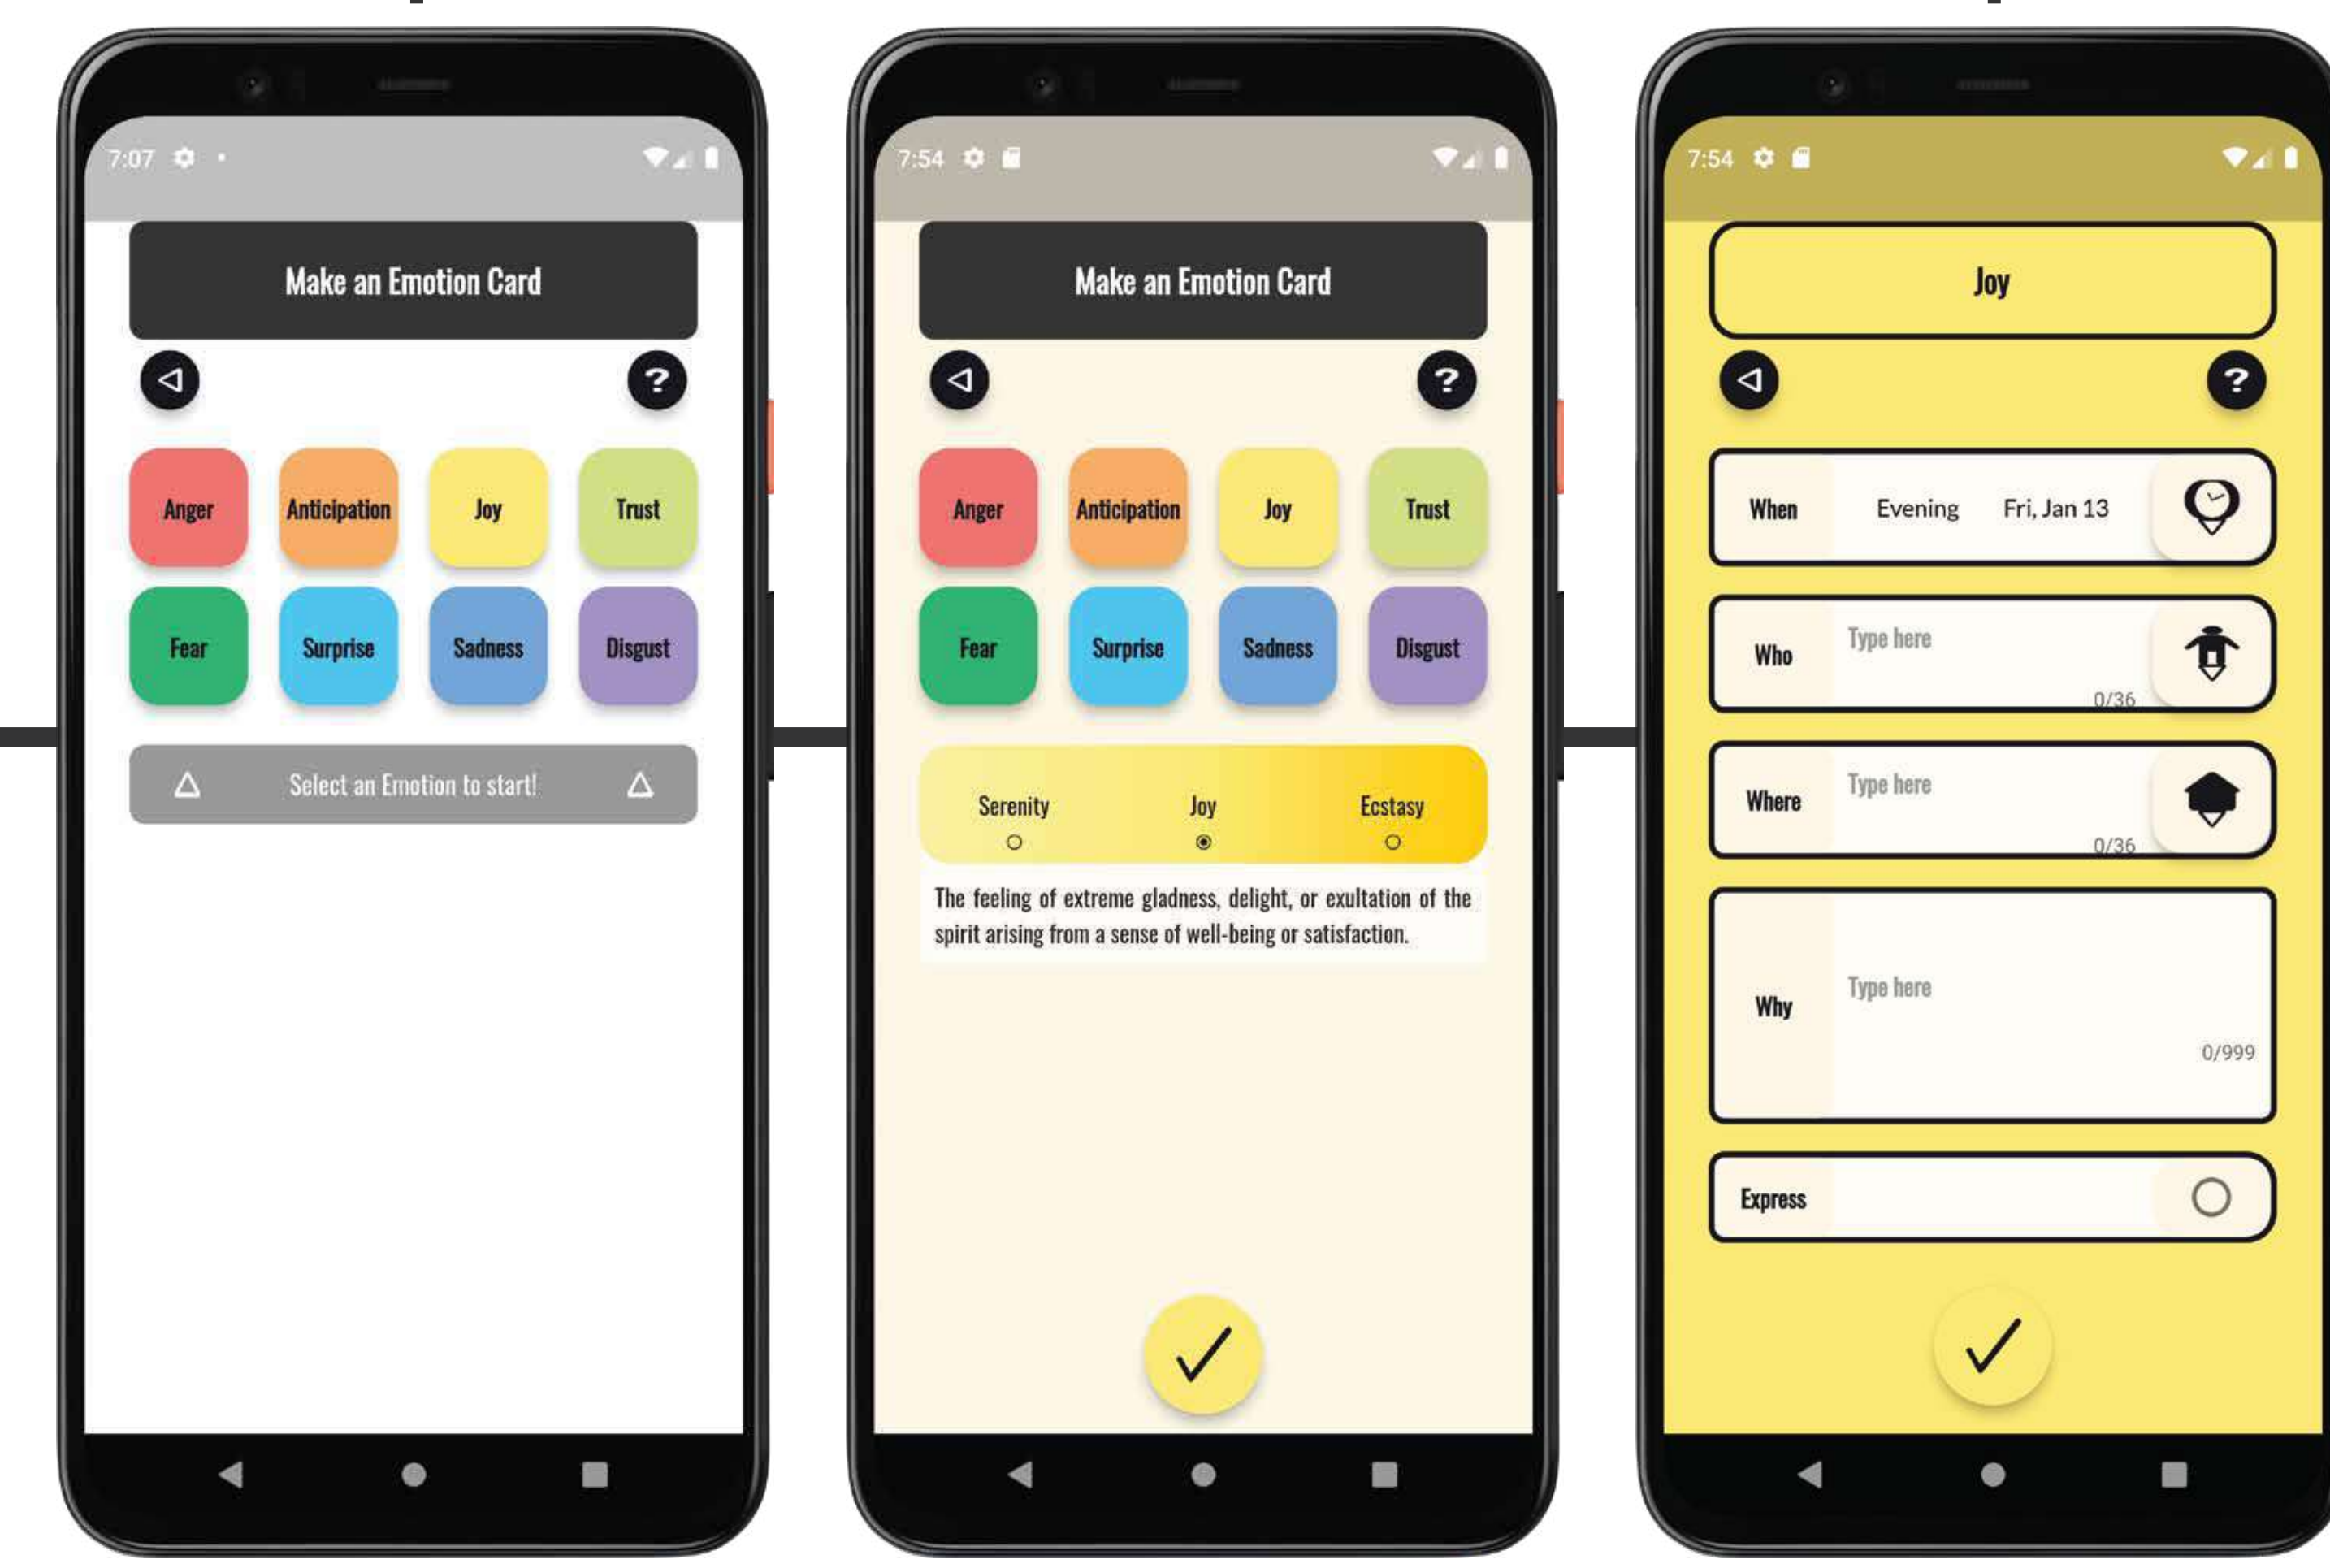 7:07
Make an Emotion Card
?
Anger Anticipation Joy Trust
Fear Surprise Sadness Disgust
Select an Emotion to start!
7:54
Make an Emotion Card
?
Anger Anticipation Joy Trust
Fear Surprise Sadness Disgust
Serenity Joy Ecstasy
The feeling of extreme gladness, delight, or exultation of the
spirit arising from a sense of well-being or satisfaction.
7:54
Joy
?
When Evening Fri, Jan 13
Who Type here
0/36
Where Type here
0/36
Why Type here
0/999
Express